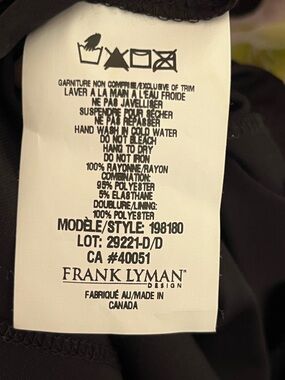 GARNITURE NON COMPRISE/EXCLUSIVE OF TRIM
LAVER A LA MAIN A L'EAU FROIDE
NE PAS JAVELLISER
SUSPENDRE POUR SECHER
NE PAS REPASSER
HAND WASH IN COLD WATER
DO NOT BLEACH
HANG TO DRY
DO NOT IRON
100% RAYONNE/RAYON
COMBINATION:
95% POLYESTER
5% ELASTHANE
DOUBLURE/LINING:
100% POLYESTER
MODÈLE/STYLE: 198180
LOT: 29221-D/D
CA #40051
FRANK LYMAN
DESIGN
FABRIQUÉ AU/MADE IN
CANADA